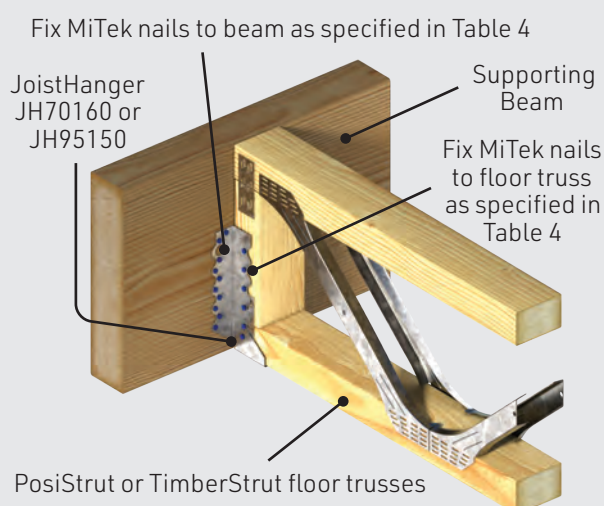 Fix MiTek nails to beam as specified in Table 4
JoistHanger
JH70160 or
JH95150
Supporting
Beam
Fix MiTek nails
to floor truss
as specified in
Table 4
PosiStrut or TimberStrut floor trusses